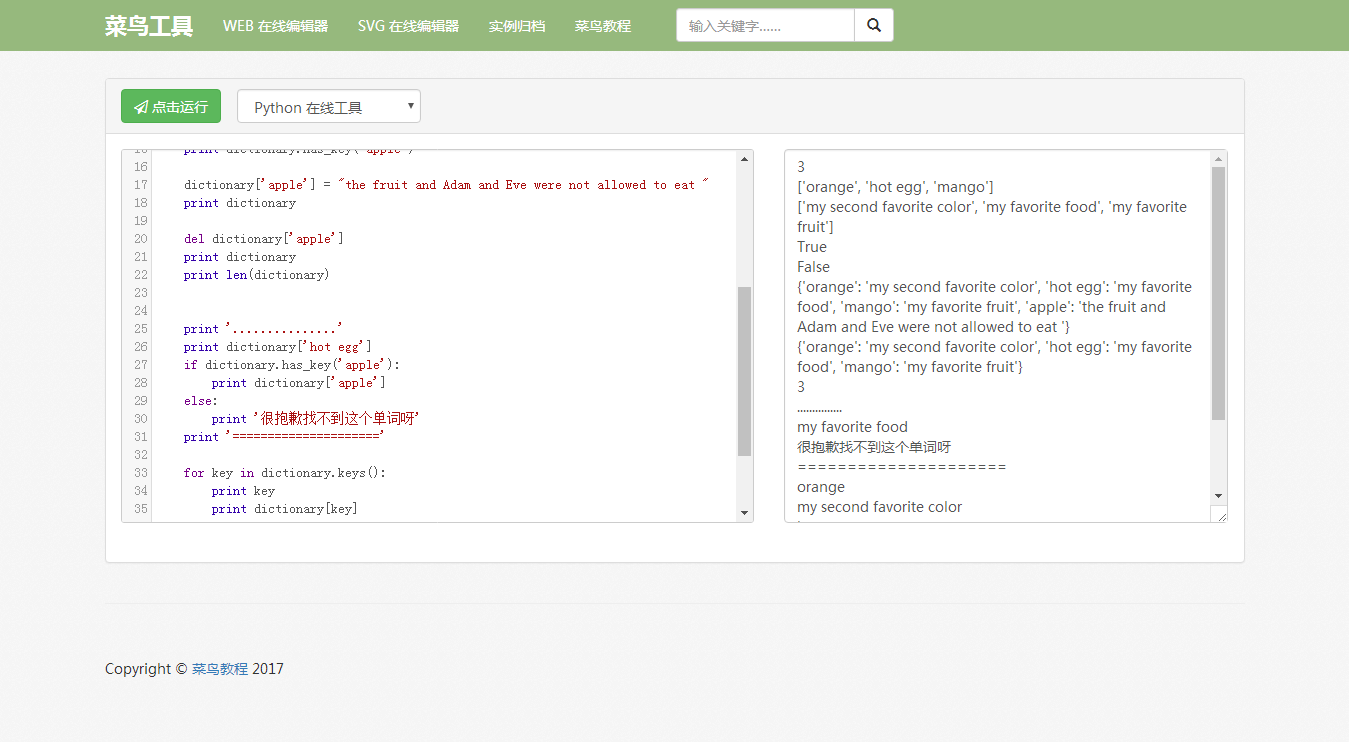 菜鸟工具 WEB 在线编辑器 SVG 在线编辑器 实例归档 菜鸟教程 输入关键字......
点击运行 Python 在线工具
15 print dictionary.has_key('apple')
16
17 dictionary['apple'] = "the fruit and Adam and Eve were not allowed to eat "
18 print dictionary
19
20 del dictionary['apple']
21 print dictionary
22 print len(dictionary)
23
24
25 print '...............'
26 print dictionary['hot egg']
27 if dictionary.has_key('apple'):
28 print dictionary['apple']
29 else:
30 print '很抱歉找不到这个单词呀'
31 print '====================='
32
33 for key in dictionary.keys():
34 print key
35 print dictionary[key]
3
['orange', 'hot egg', 'mango']
['my second favorite color', 'my favorite food', 'my favorite
fruit']
True
False
{'orange': 'my second favorite color', 'hot egg': 'my favorite
food', 'mango': 'my favorite fruit', 'apple': 'the fruit and
Adam and Eve were not allowed to eat '}
{'orange': 'my second favorite color', 'hot egg': 'my favorite
food', 'mango': 'my favorite fruit'}
3
...............
my favorite food
很抱歉找不到这个单词呀
=====================
orange
my second favorite color
Copyright © 菜鸟教程 2017